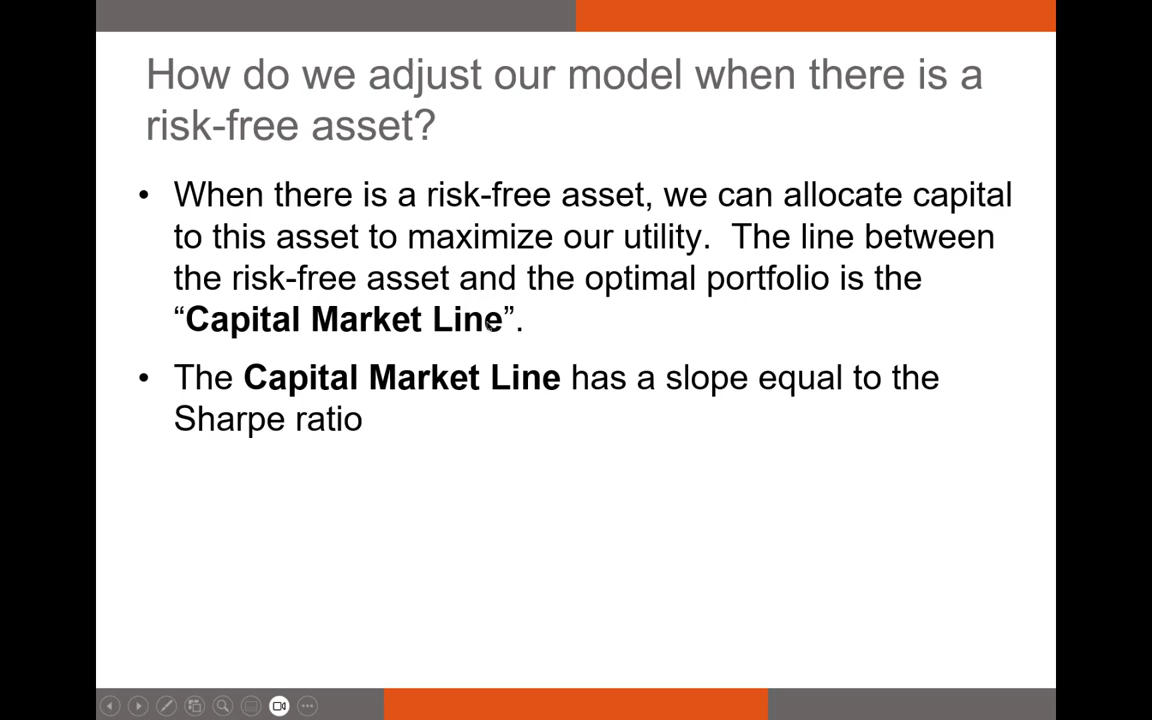 How do we adjust our model when there is a
risk-free asset?
• When there is a risk-free asset, we can allocate capital
to this asset to maximize our utility.  The line between
the risk-free asset and the optimal portfolio is the
“Capital Market Line”.
• The Capital Market Line has a slope equal to the
Sharpe ratio